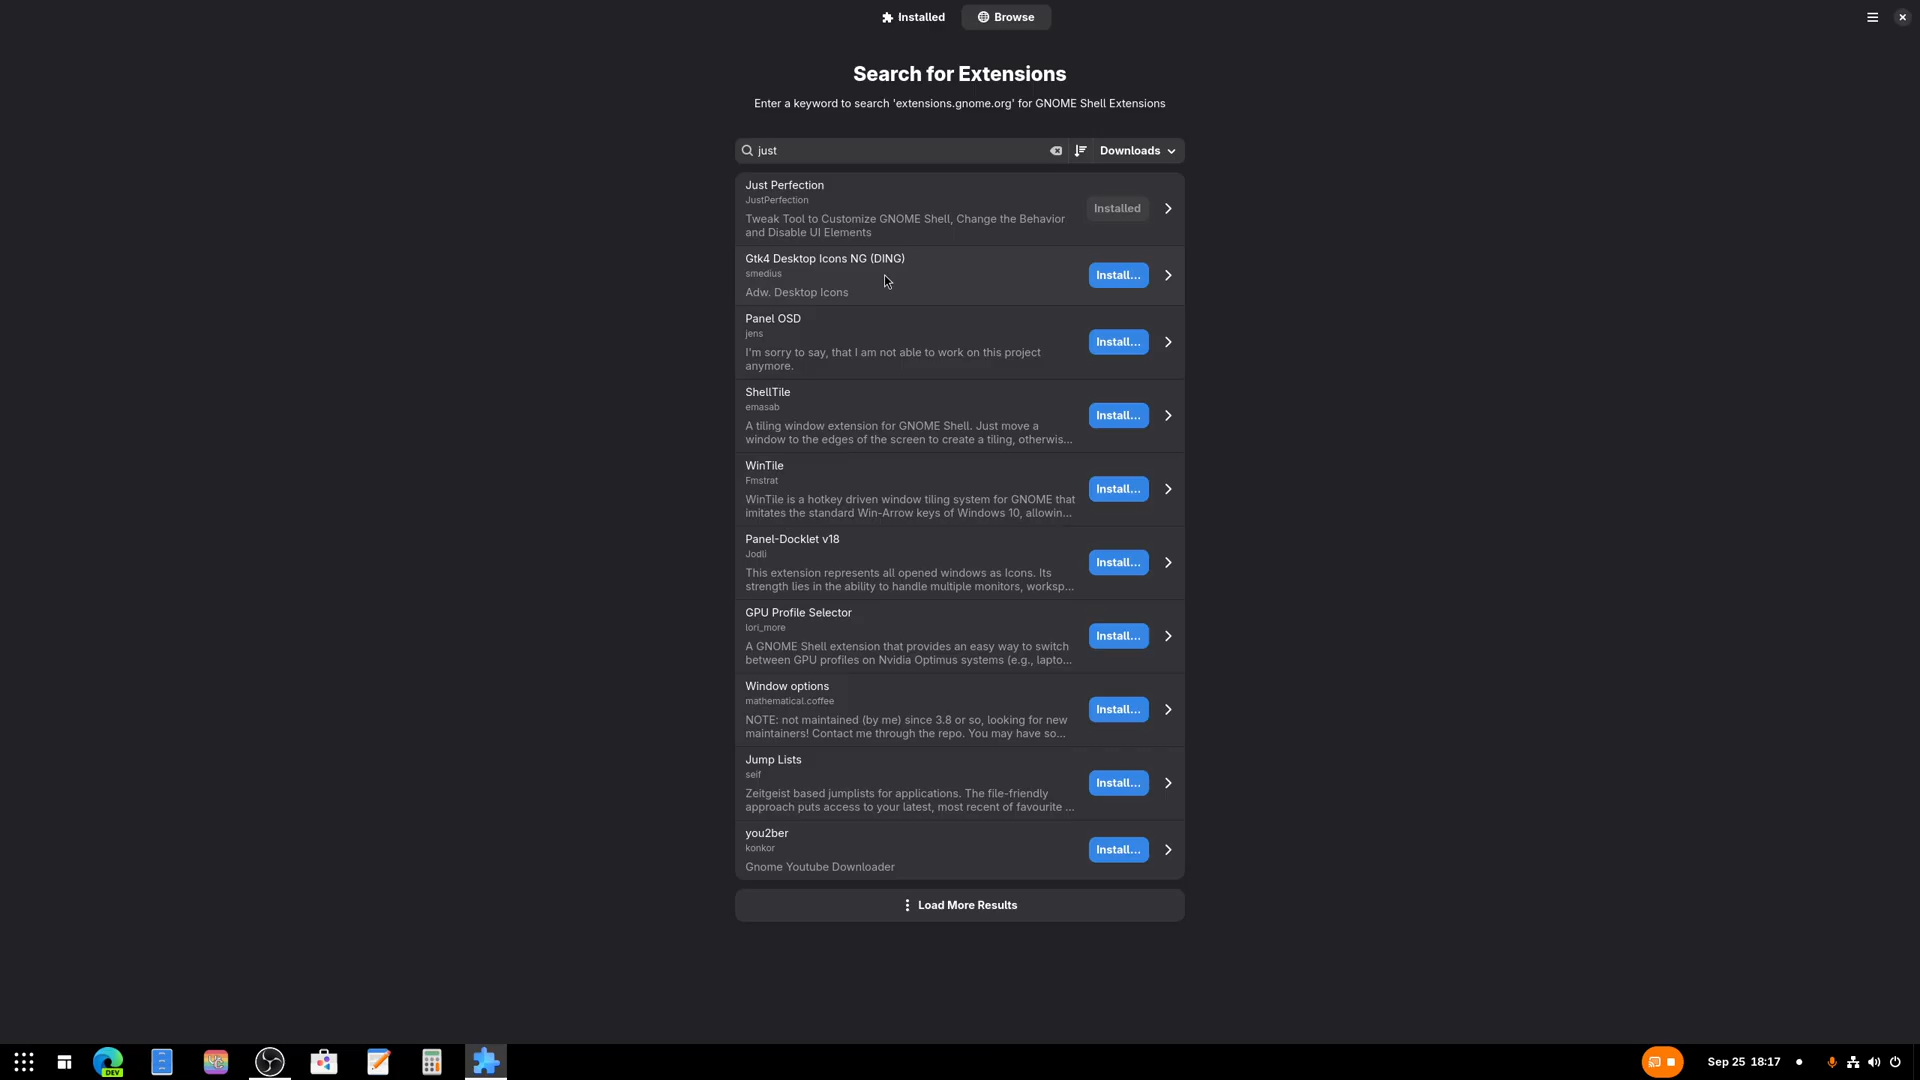 Installed
Browse
Search for Extensions
Enter a keyword to search 'extensions.gnome.org' for GNOME Shell Extensions
just
Downloads
Just Perfection
JustPerfection
Tweak Tool to Customize GNOME Shell, Change the Behavior
and Disable UI Elements
Installed
Gtk4 Desktop Icons NG (DING)
smedius
Adw. Desktop Icons
Install...
Panel OSD
jens
I'm sorry to say, that I am not able to work on this project
anymore.
Install...
ShellTile
emasab
A tiling window extension for GNOME Shell. Just move a
window to the edges of the screen to create a tiling, otherwis...
Install...
WinTile
Fmstrat
WinTile is a hotkey driven window tiling system for GNOME that
imitates the standard Win-Arrow keys of Windows 10, allowin...
Install...
Panel-Docklet v18
Jodli
This extension represents all opened windows as Icons. Its
strength lies in the ability to handle multiple monitors, worksp...
Install...
GPU Profile Selector
lori_more
A GNOME Shell extension that provides an easy way to switch
between GPU profiles on Nvidia Optimus systems (e.g., lapto...
Install...
Window options
mathematical.coffee
NOTE: not maintained (by me) since 3.8 or so, looking for new
maintainers! Contact me through the repo. You may have so...
Install...
Jump Lists
seif
Zeitgeist based jumplists for applications. The file-friendly
approach puts access to your latest, most recent of favourite ...
Install...
you2ber
konkor
Gnome Youtube Downloader
Install...
Load More Results
DEV
Sep 25 18:17